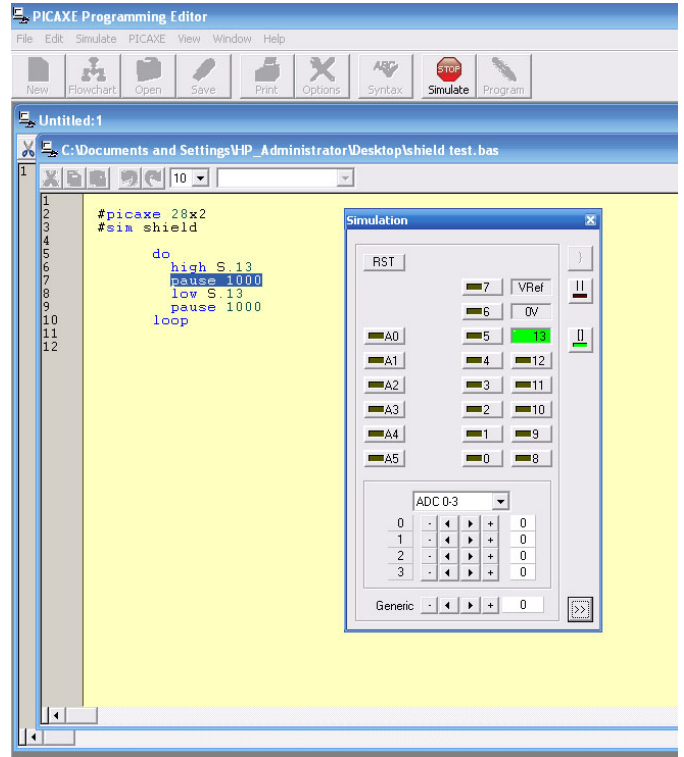 PICAXE Programming Editor
File Edit Simulate PICAXE View Window Help
New Flowchart Open Save Print Options Syntax Simulate Program
ABC STOP
Untitled:1
C:\Documents and Settings\HP_Administrator\Desktop\shield test.bas
1
10
1
2 #picaxe 28x2
3 #sim shield
4
5 do
6 high S.13
7 pause 1000
8 low S.13
9 pause 1000
10 loop
11
12
Simulation
RST
7 VRef
6 0V
A0 5 13
A1 4 12
A2 3 11
A3 2 10
A4 1 9
A5 0 8
ADC 0-3
0 - + 0
1 - + 0
2 - + 0
3 - + 0
Generic - + 0
>>